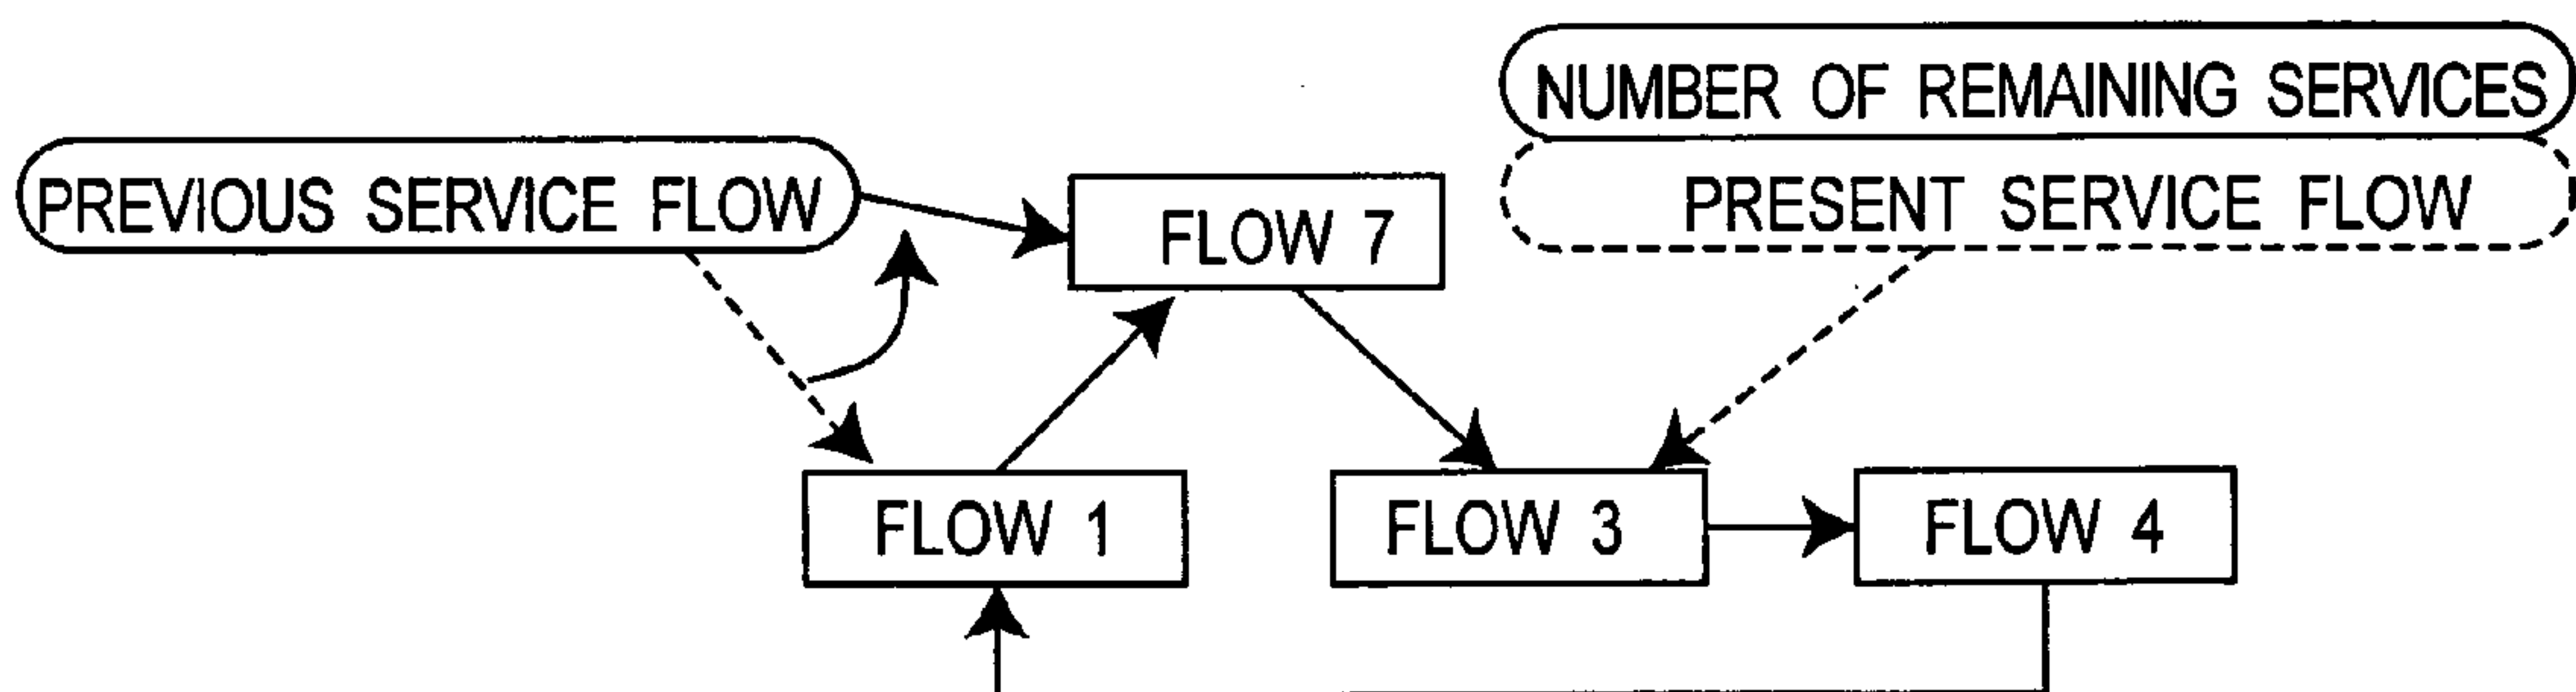 NUMBER OF REMAINING SERVICES
PREVIOUS SERVICE FLOW
PRESENT SERVICE FLOW
FLOW 7
FLOW 1
FLOW 3
FLOW 4